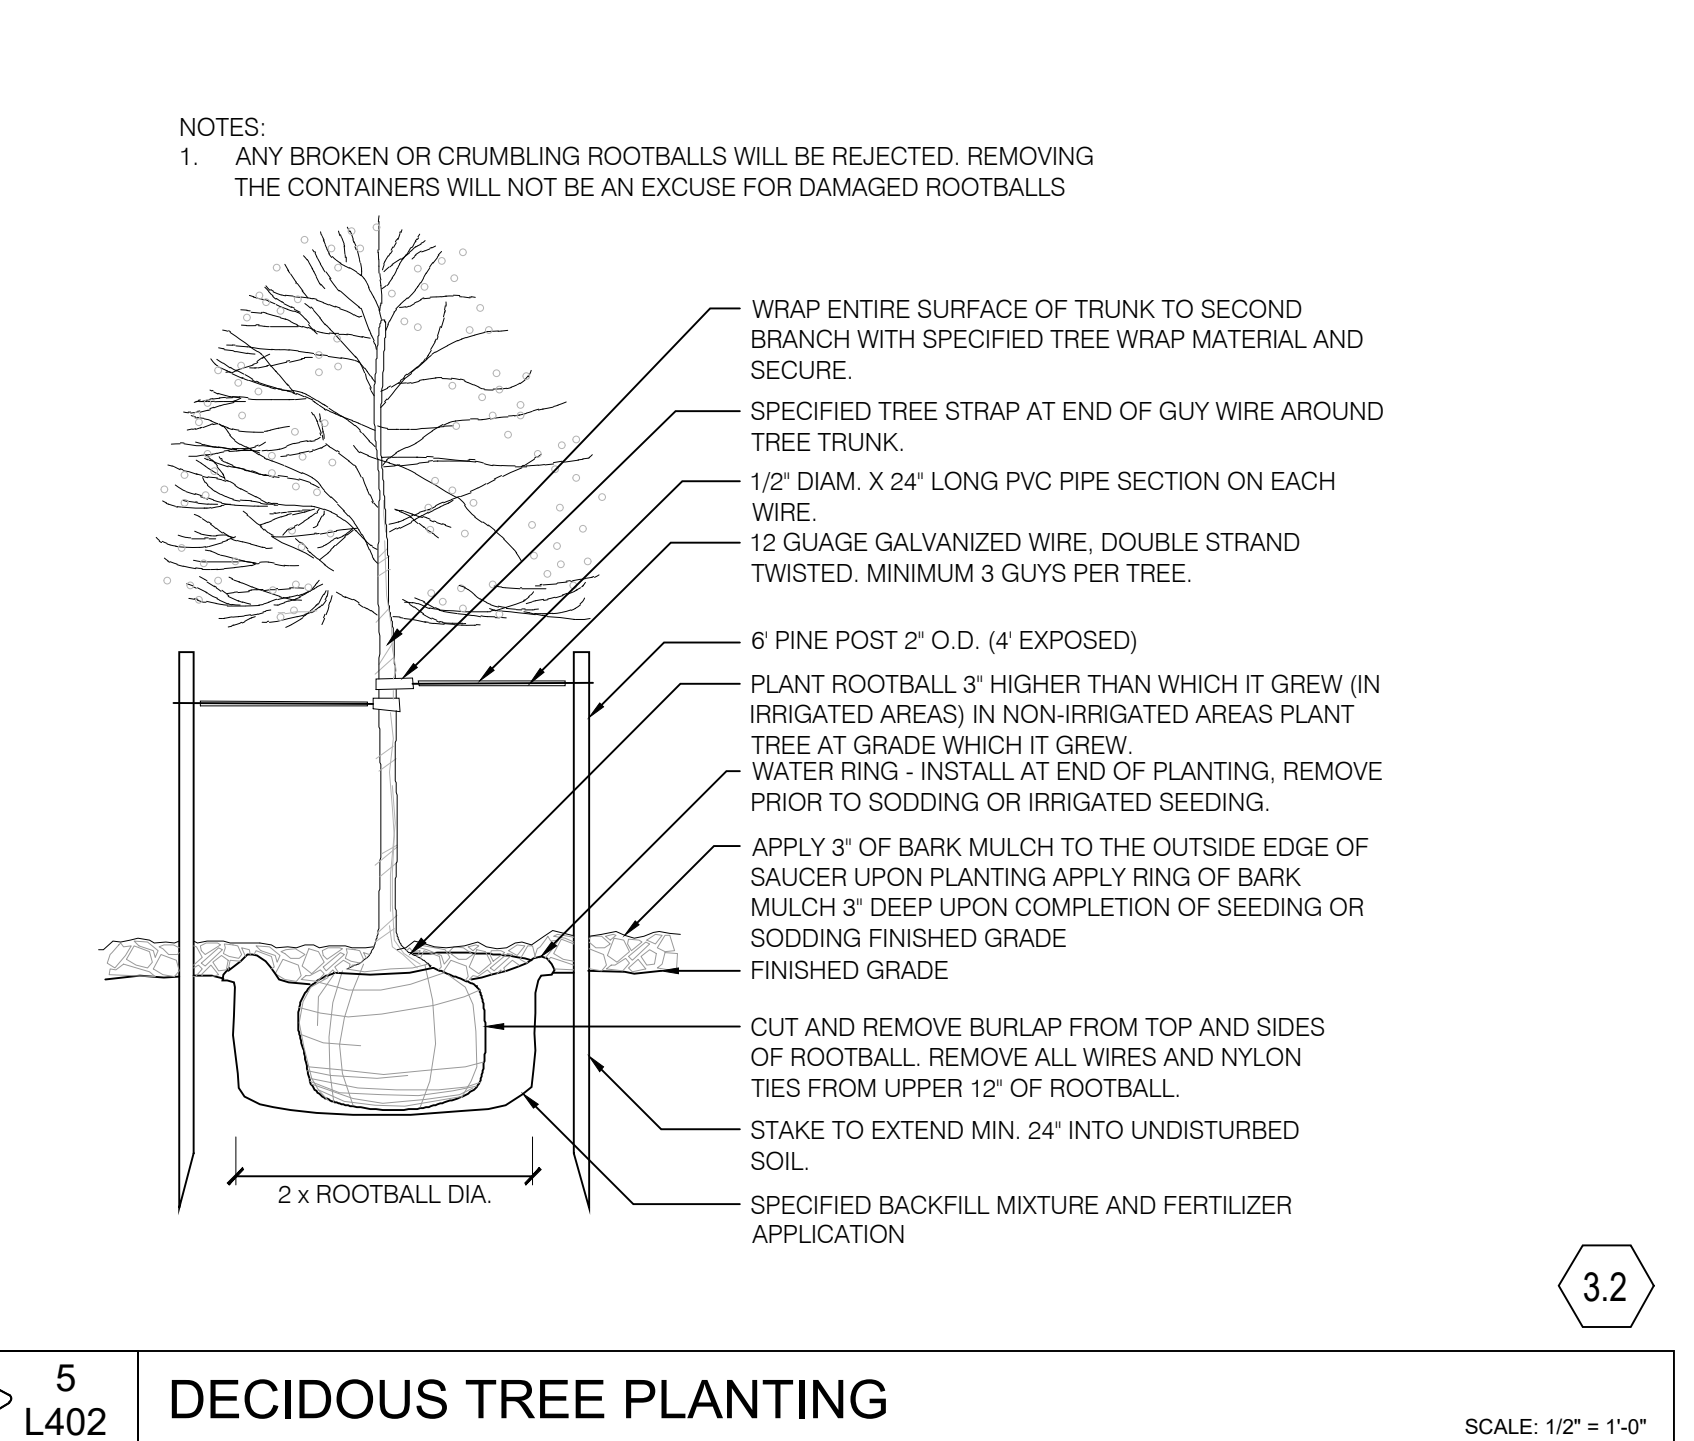 NOTES:
1. ANY BROKEN OR CRUMBLING ROOTBALLS WILL BE REJECTED. REMOVING
THE CONTAINERS WILL NOT BE AN EXCUSE FOR DAMAGED ROOTBALLS
WRAP ENTIRE SURFACE OF TRUNK TO SECOND
BRANCH WITH SPECIFIED TREE WRAP MATERIAL AND
SECURE.
SPECIFIED TREE STRAP AT END OF GUY WIRE AROUND
TREE TRUNK.
1/2" DIAM. X 24" LONG PVC PIPE SECTION ON EACH
WIRE.
12 GUAGE GALVANIZED WIRE, DOUBLE STRAND
TWISTED. MINIMUM 3 GUYS PER TREE.
6' PINE POST 2" O.D. (4' EXPOSED)
PLANT ROOTBALL 3" HIGHER THAN WHICH IT GREW (IN
IRRIGATED AREAS) IN NON-IRRIGATED AREAS PLANT
TREE AT GRADE WHICH IT GREW.
WATER RING - INSTALL AT END OF PLANTING, REMOVE
PRIOR TO SODDING OR IRRIGATED SEEDING.
APPLY 3" OF BARK MULCH TO THE OUTSIDE EDGE OF
SAUCER UPON PLANTING APPLY RING OF BARK
MULCH 3" DEEP UPON COMPLETION OF SEEDING OR
SODDING FINISHED GRADE
FINISHED GRADE
CUT AND REMOVE BURLAP FROM TOP AND SIDES
OF ROOTBALL. REMOVE ALL WIRES AND NYLON
TIES FROM UPPER 12" OF ROOTBALL.
STAKE TO EXTEND MIN. 24" INTO UNDISTURBED
SOIL.
SPECIFIED BACKFILL MIXTURE AND FERTILIZER
APPLICATION
2 x ROOTBALL DIA.
3.2
5
L402
DECIDOUS TREE PLANTING
SCALE: 1/2" = 1'-0"